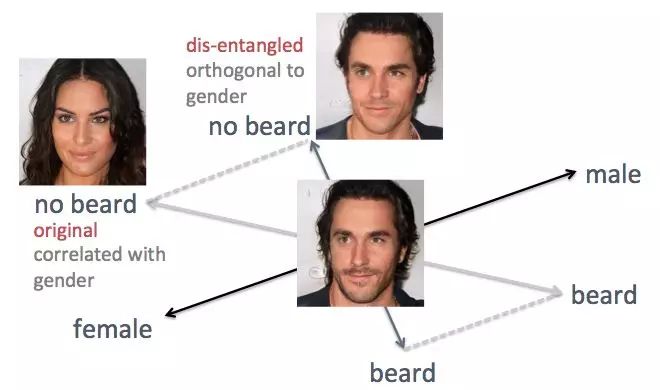 dis-entangled
orthogonal to
gender
no beard
no beard
original
correlated with
gender
male
female
beard
beard